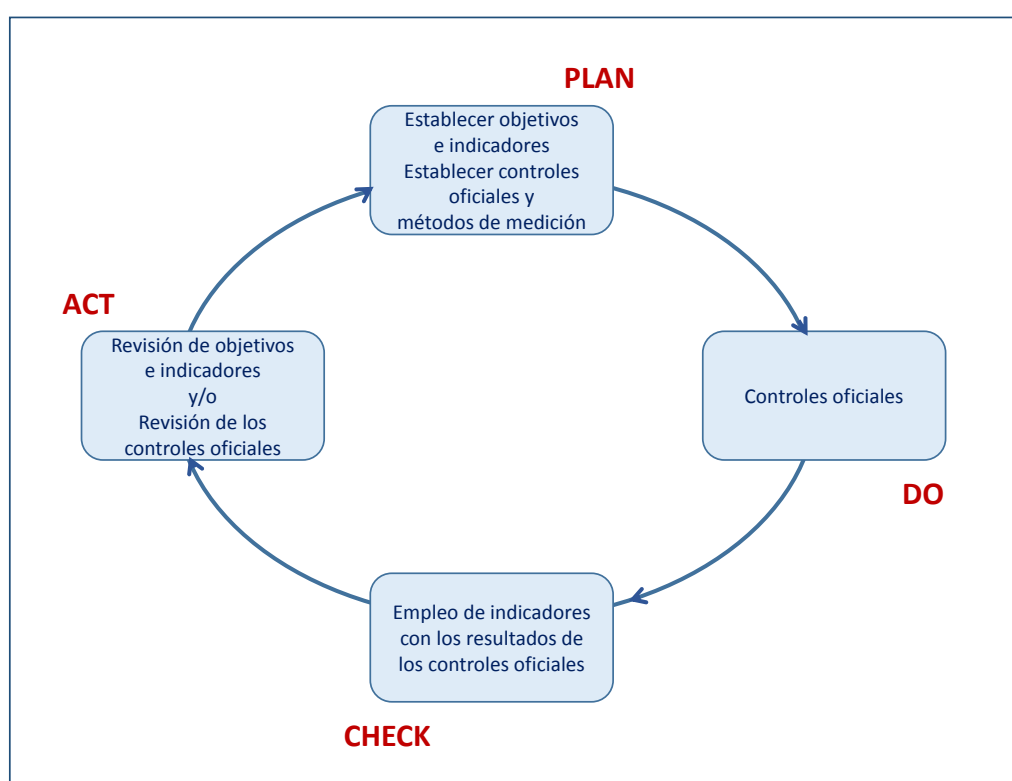 PLAN
Establecer objetivos
e indicadores
Establecer controles
oficiales y
métodos de medición
ACT
Revisión de objetivos
e indicadores
y/o
Revisión de los
controles oficiales
Controles oficiales
DO
Empleo de indicadores
con los resultados de
los controles oficiales
CHECK